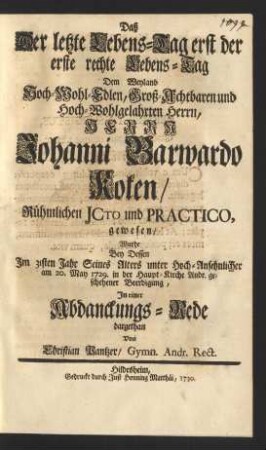 1899
Daß
Der letzte Lebens-Tag erst der
erste rechte Lebens-Tag
Dem Weyland
Hoch-Wohl-Edlen, Groß-Achtbaren und
Hoch-Wohlgelahrten Herrn,
HERRN
Johanni Barwardo
Koken/
Rühmlichen JCTO und PRACTICO,
gewesen/
Wurde
Bey Dessen
Im 31sten Jahr Seines Alters unter Hoch-Ansehnlicher
am 20. May 1729. in der Haupt-Kirche Andr. ge-
schehener Beerdigung,
In einer
Abdanckungs-Rede
dargethan
Von
Christian Pantzer/ Gymn. Andr. Rect.
Hildesheim,
Gedruckt durch Just Henning Matthäi, 1730.